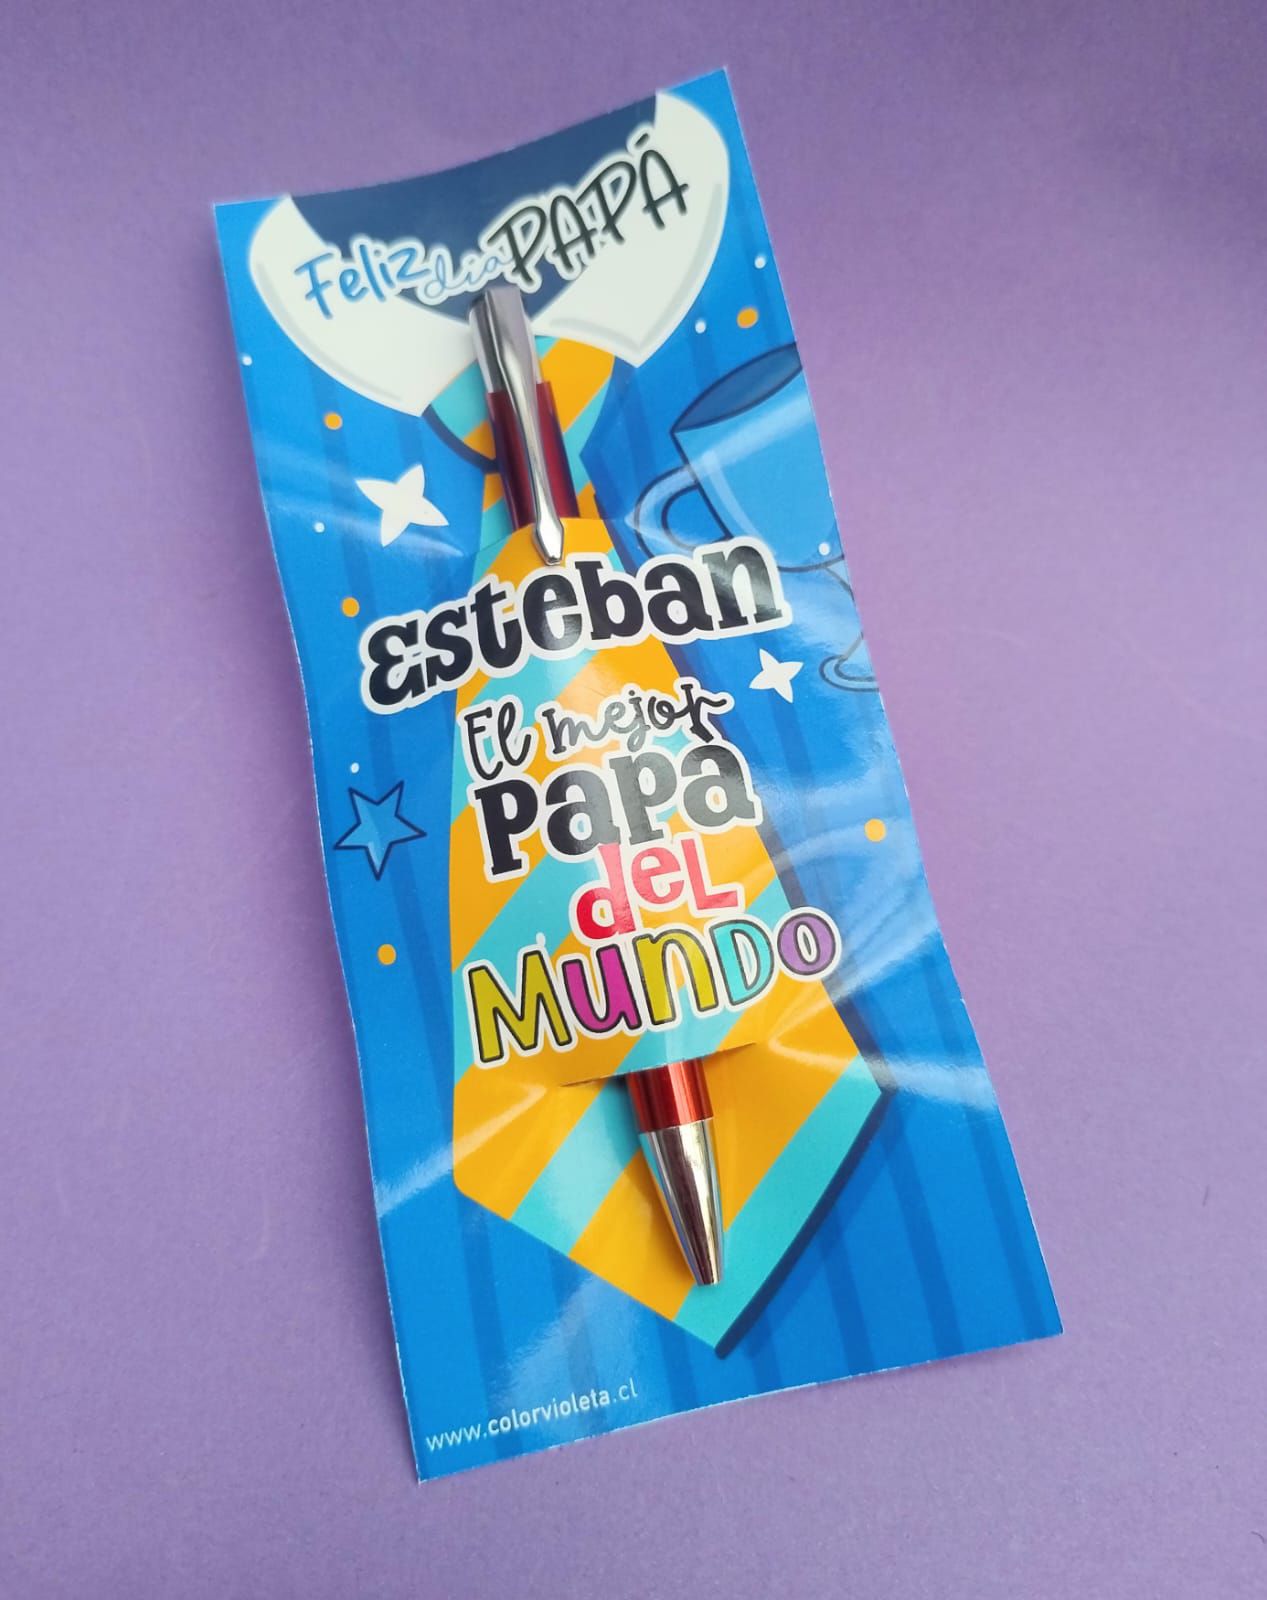 Feliz día PAPÁ
Esteban
El mejor
Papá
del
Mundo
www.colorvioleta.cl